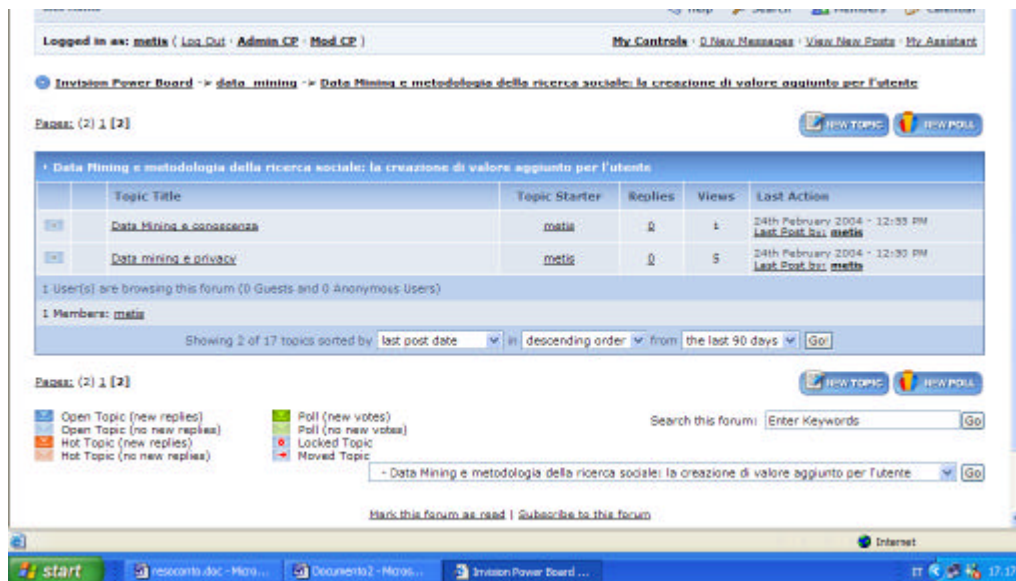 Help Search Members Calendar
Logged in as: metis ( Log Out · Admin CP · Mod CP )
My Controls · 0 New Messages · View New Posts · My Assistant
Invision Power Board -> data_mining -> Data Mining e metodologia della ricerca sociale: la creazione di valore aggiunto per l'utente
Pages: (2) 1 [2]
NEW TOPIC NEW POLL
Data Mining e metodologia della ricerca sociale: la creazione di valore aggiunto per l'utente
Topic Title Topic Starter Replies Views Last Action
Data Mining e conoscenza metis 0 1 24th February 2004 - 12:33 PM
Last Post by: metis
Data mining e privacy metis 0 5 24th February 2004 - 12:30 PM
Last Post by: metis
1 User(s) are browsing this forum (0 Guests and 0 Anonymous Users)
1 Members: metis
Showing 2 of 17 topics sorted by last post date in descending order from the last 90 days Go!
Pages: (2) 1 [2]
NEW TOPIC NEW POLL
Open Topic (new replies)
Open Topic (no new replies)
Hot Topic (new replies)
Hot Topic (no new replies)
Poll (new votes)
Poll (no new votes)
Locked Topic
Moved Topic
Search this forum: Enter Keywords Go
- Data Mining e metodologia della ricerca sociale: la creazione di valore aggiunto per l'utente Go
Mark this forum as read | Subscribe to this forum
Internet
start resoconto.doc - Micro... Documento2 - Micros... Invision Power Board ... IT 17.17